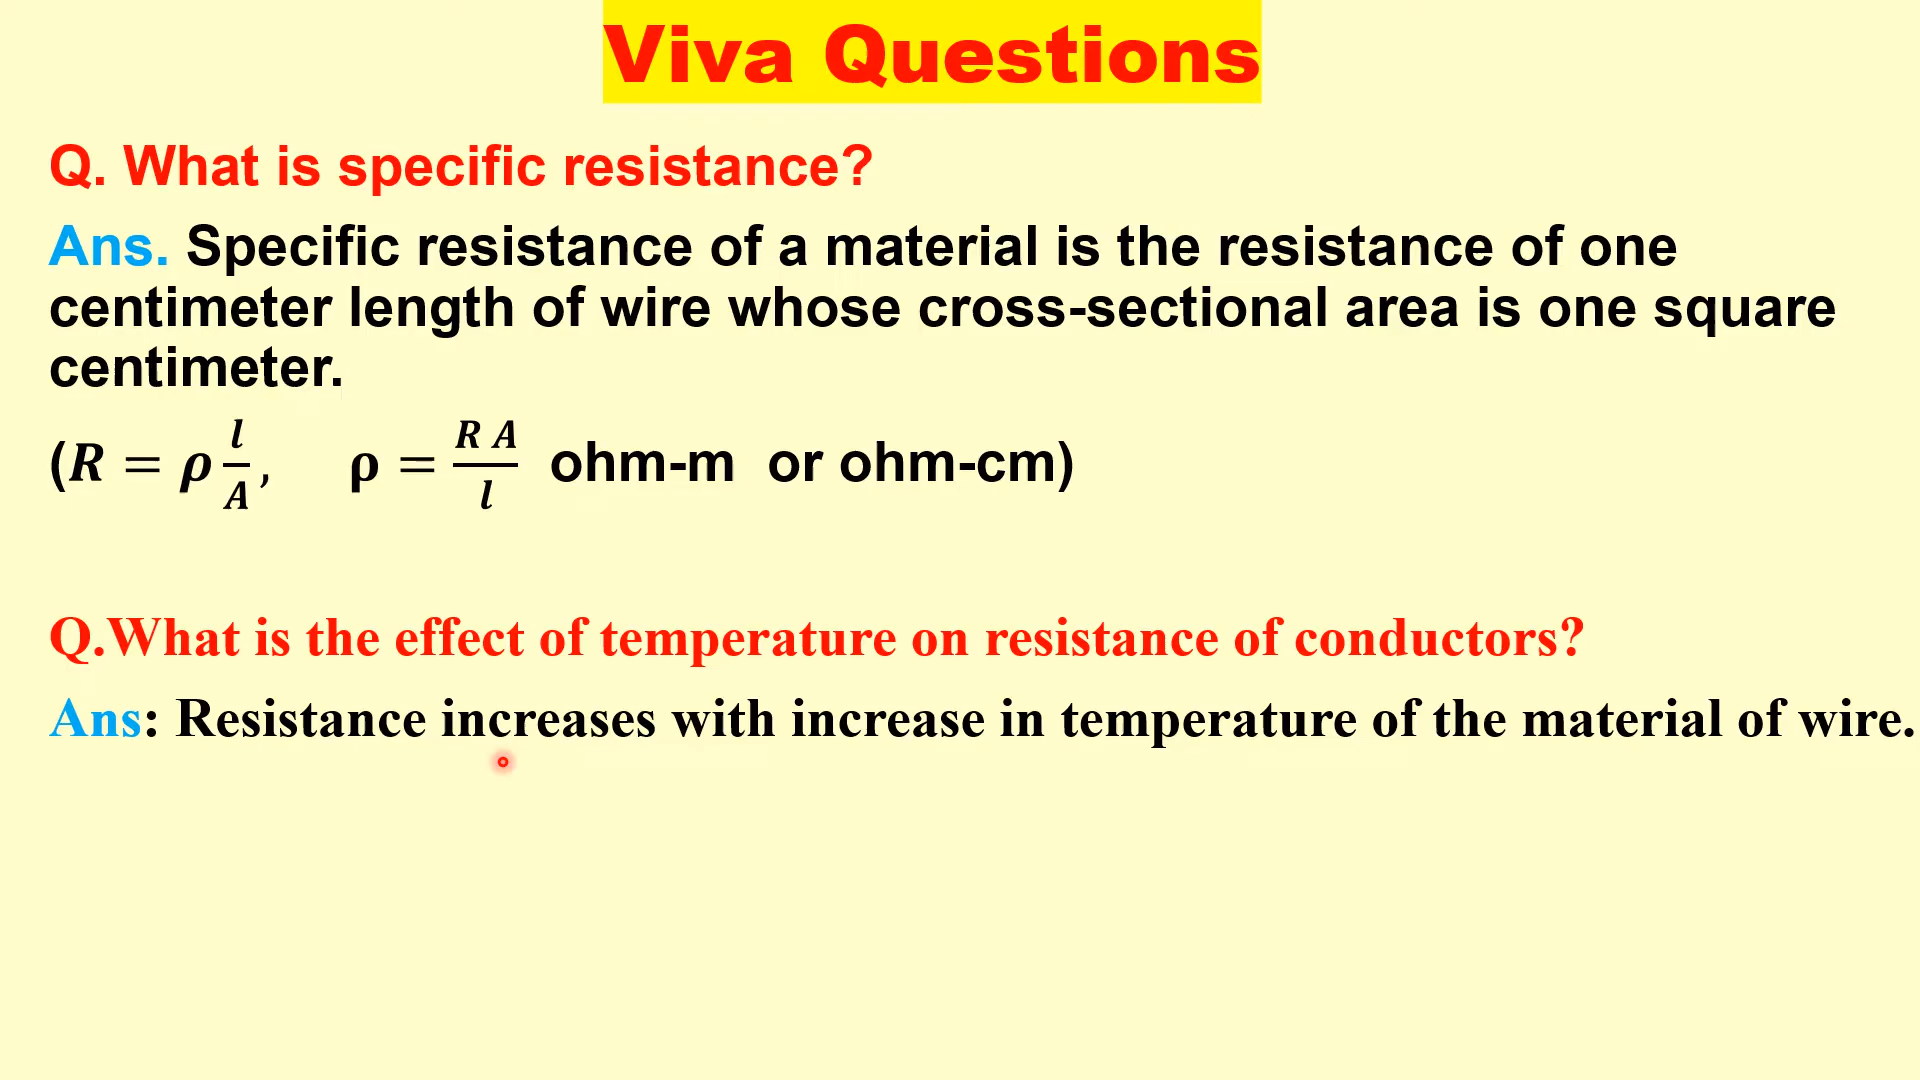 Viva Questions
Q. What is specific resistance?
Ans. Specific resistance of a material is the resistance of one
centimeter length of wire whose cross-sectional area is one square
centimeter.
(R = ρ l/A, ρ = R A/l ohm-m or ohm-cm)
Q.What is the effect of temperature on resistance of conductors?
Ans: Resistance increases with increase in temperature of the material of wire.